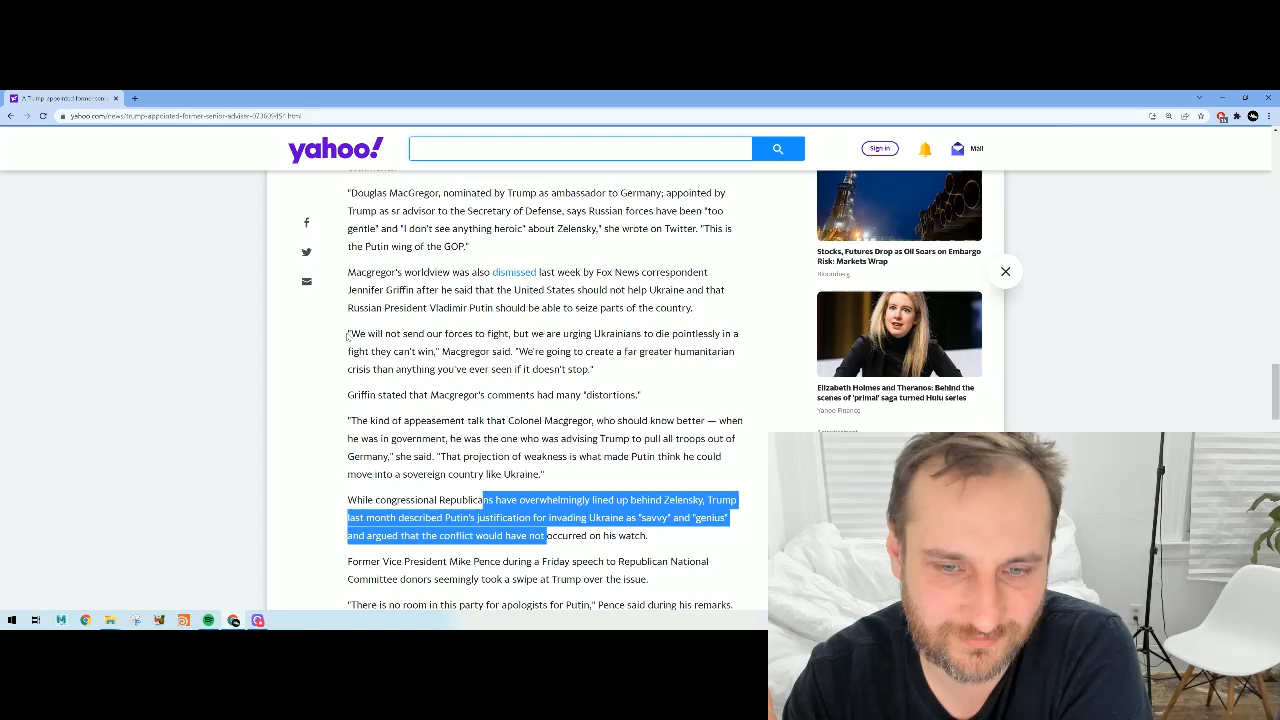 A Trump-appointed former senio
yahoo.com/news/trump-appointed-former-senior-adviser-073609454.html
yahoo!
Sign in
Mail
"Douglas MacGregor, nominated by Trump as ambassador to Germany; appointed by
Trump as sr advisor to the Secretary of Defense, says Russian forces have been "too
gentle" and "I don't see anything heroic" about Zelensky," she wrote on Twitter. "This is
the Putin wing of the GOP."
Macgregor's worldview was also dismissed last week by Fox News correspondent
Jennifer Griffin after he said that the United States should not help Ukraine and that
Russian President Vladimir Putin should be able to seize parts of the country.
"We will not send our forces to fight, but we are urging Ukrainians to die pointlessly in a
fight they can't win," Macgregor said. "We're going to create a far greater humanitarian
crisis than anything you've ever seen if it doesn't stop."
Griffin stated that Macgregor's comments had many "distortions."
"The kind of appeasement talk that Colonel Macgregor, who should know better — when
he was in government, he was the one who was advising Trump to pull all troops out of
Germany," she said. "That projection of weakness is what made Putin think he could
move into a sovereign country like Ukraine."
While congressional Republicans have overwhelmingly lined up behind Zelensky, Trump
last month described Putin's justification for invading Ukraine as "savvy" and "genius"
and argued that the conflict would have not occurred on his watch.
Former Vice President Mike Pence during a Friday speech to Republican National
Committee donors seemingly took a swipe at Trump over the issue.
"There is no room in this party for apologists for Putin," Pence said during his remarks.
Stocks, Futures Drop as Oil Soars on Embargo
Risk: Markets Wrap
Bloomberg
Elizabeth Holmes and Theranos: Behind the
scenes of 'primal' saga turned Hulu series
Yahoo Finance